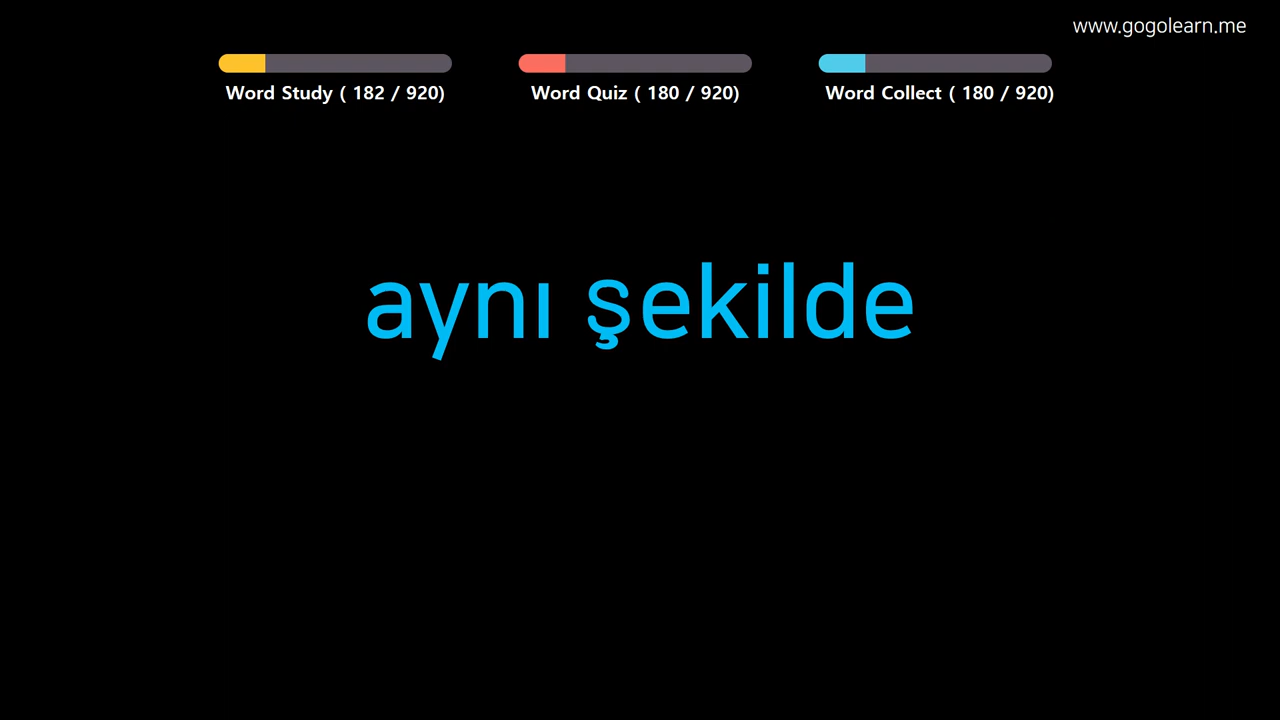 www.gogolearn.me
Word Study ( 182 / 920)
Word Quiz ( 180 / 920)
Word Collect ( 180 / 920)
aynı şekilde